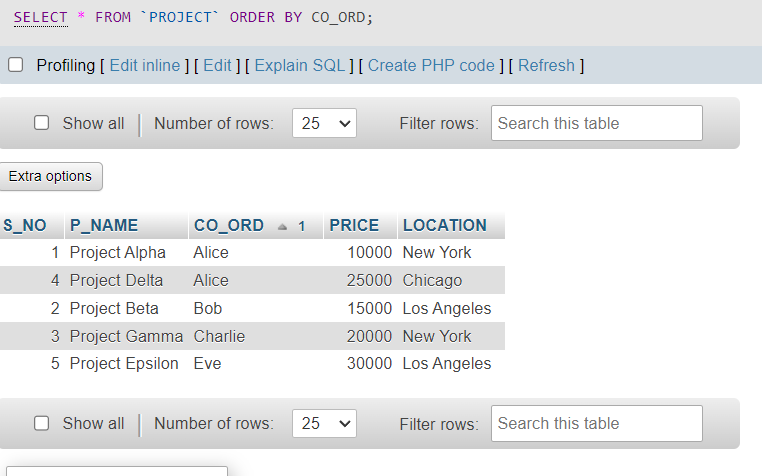 SELECT * FROM `PROJECT` ORDER BY CO_ORD;
Profiling [ Edit inline ] [ Edit ] [ Explain SQL ] [ Create PHP code ] [ Refresh ]
Show all | Number of rows: 25 Filter rows: Search this table
Extra options
S_NO P_NAME CO_ORD 1 PRICE LOCATION
1 Project Alpha Alice 10000 New York
4 Project Delta Alice 25000 Chicago
2 Project Beta Bob 15000 Los Angeles
3 Project Gamma Charlie 20000 New York
5 Project Epsilon Eve 30000 Los Angeles
Show all | Number of rows: 25 Filter rows: Search this table